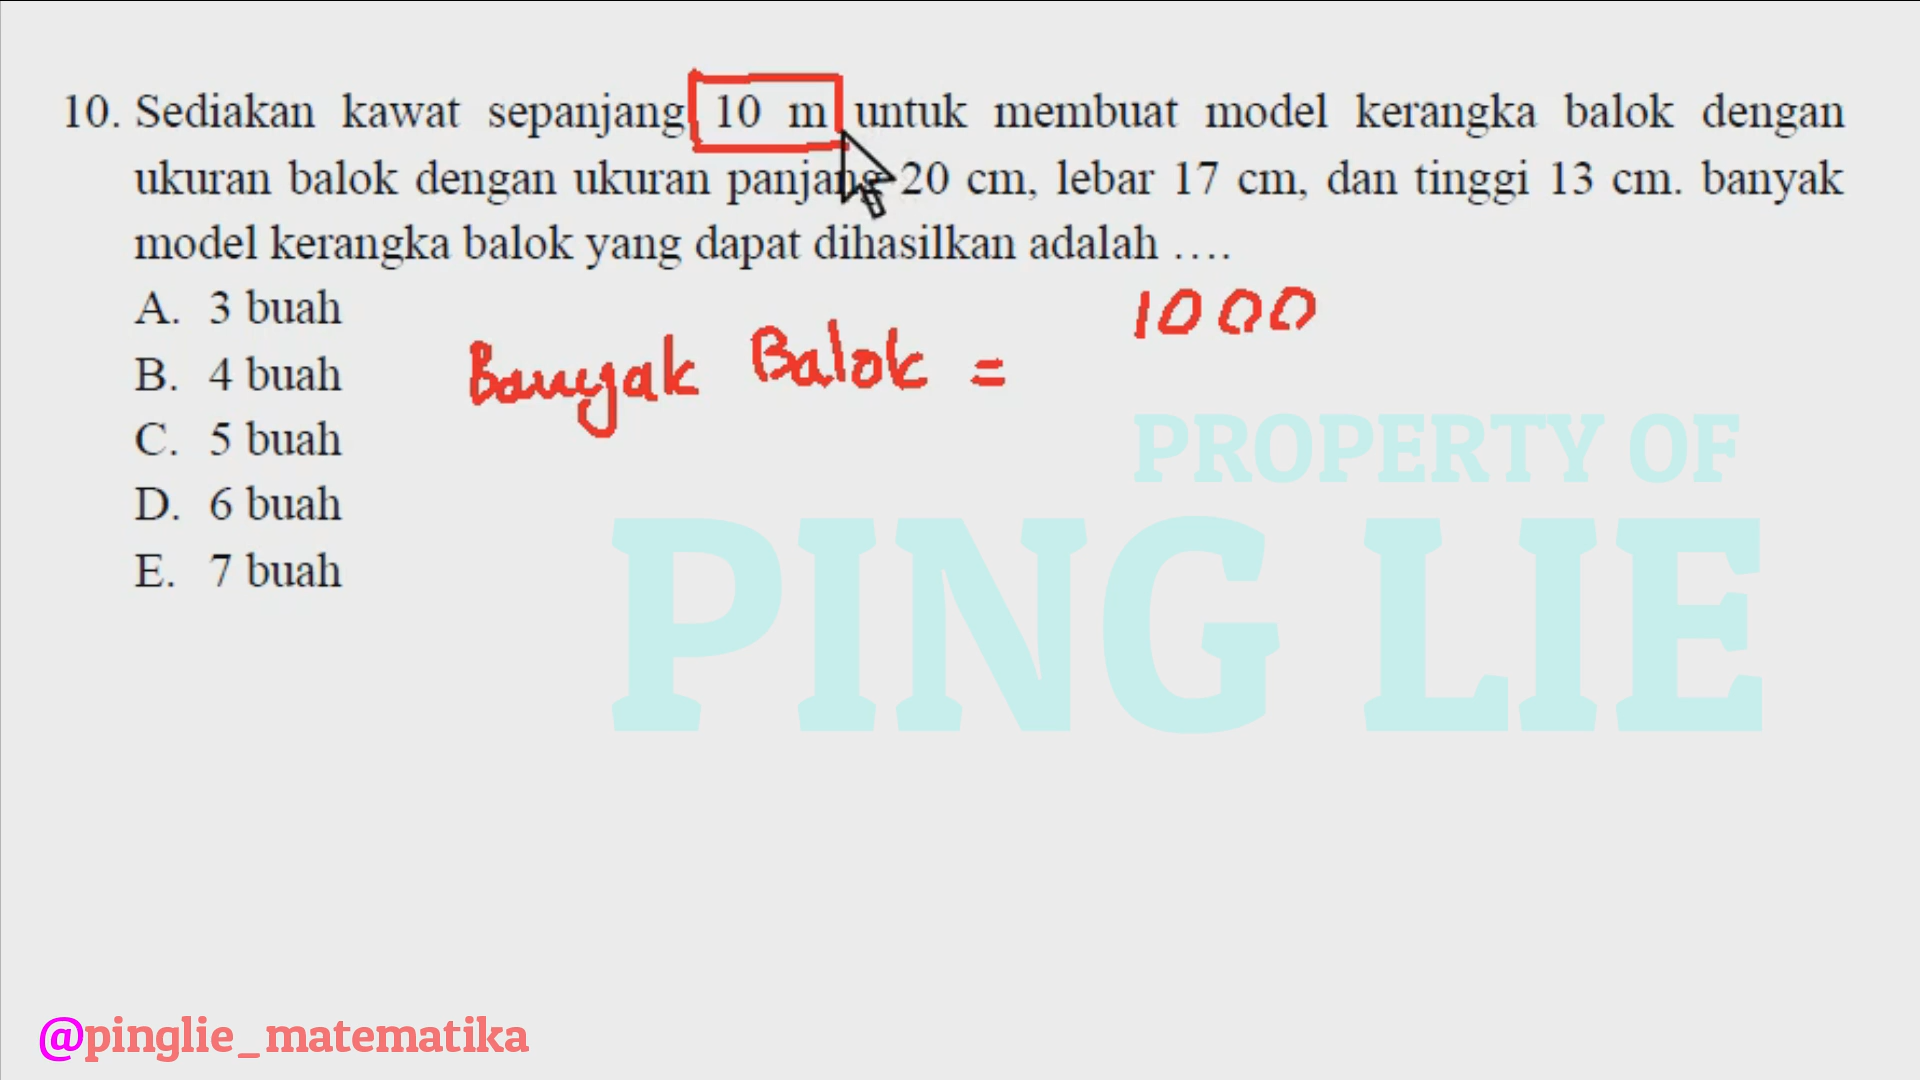 10. Sediakan kawat sepanjang 10 m untuk membuat model kerangka balok dengan
ukuran balok dengan ukuran panjang 20 cm, lebar 17 cm, dan tinggi 13 cm. banyak
model kerangka balok yang dapat dihasilkan adalah ….
A. 3 buah
B. 4 buah
C. 5 buah
D. 6 buah
E. 7 buah
1000
Banyak Balok =
PROPERTY OF
PING LIE
@pinglie_matematika